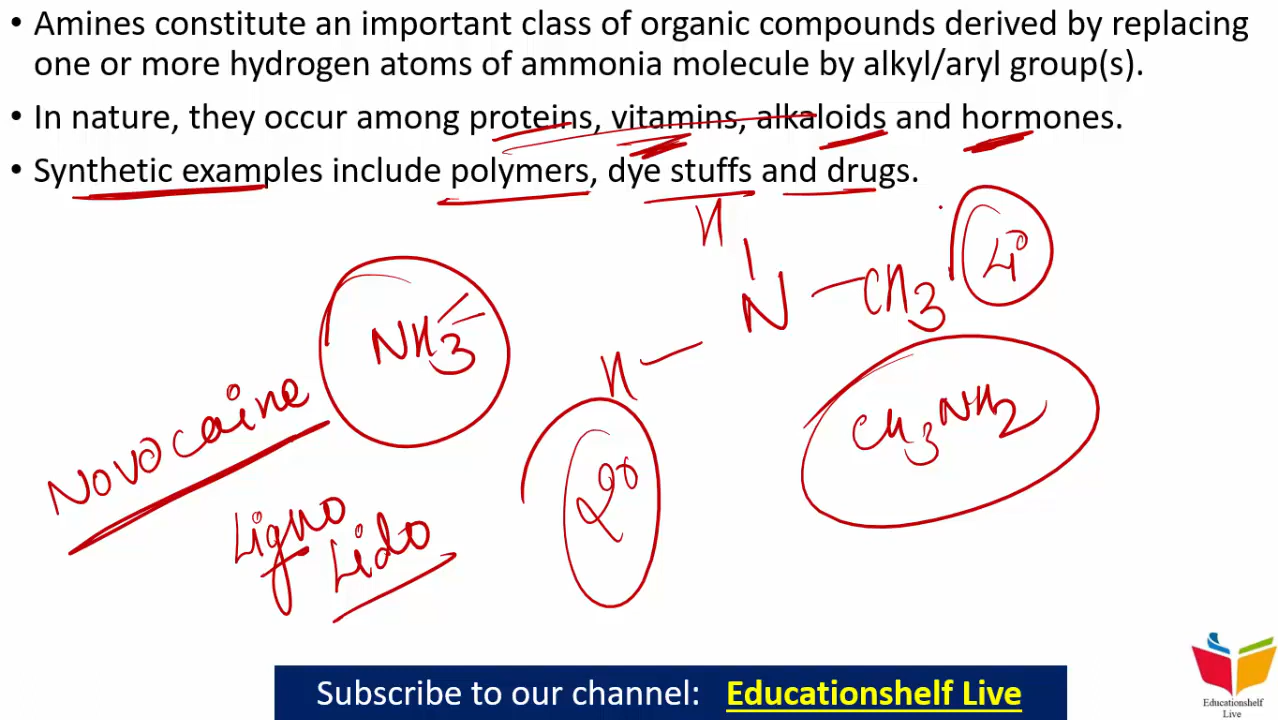 • Amines constitute an important class of organic compounds derived by replacing
one or more hydrogen atoms of ammonia molecule by alkyl/aryl group(s).
• In nature, they occur among proteins, vitamins, alkaloids and hormones.
• Synthetic examples include polymers, dye stuffs and drugs.
H
N — CH3
4°
NH3
H
CH3NH2
Novocaine
Ligno
Lido
Subscribe to our channel: Educationshelf Live
Educationshelf
Live